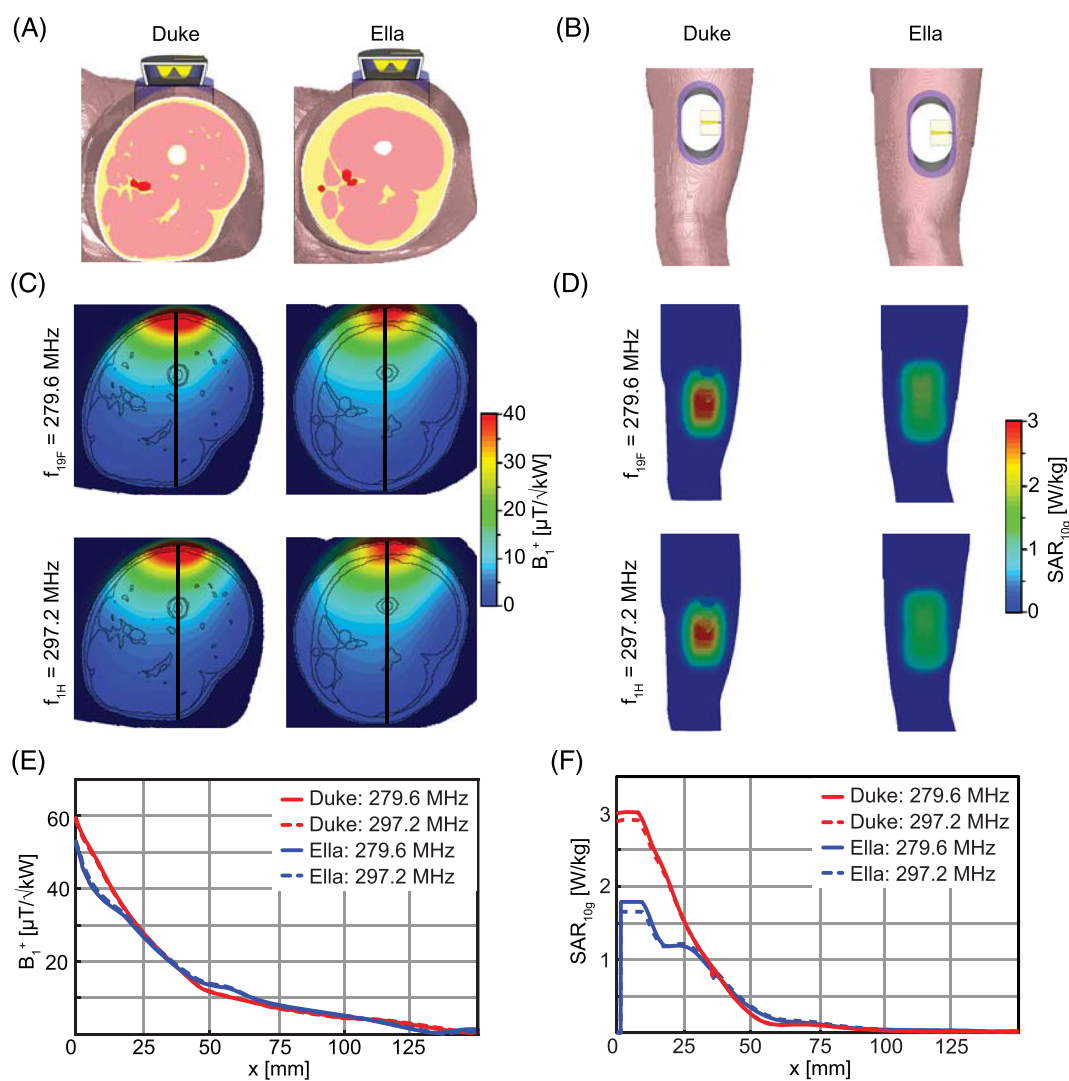 (A)
Duke
Ella
(B)
Duke
Ella
(C)
f19F = 279.6 MHz
f1H = 297.2 MHz
40
30
20
10
0
B1+ [µT/√kW]
(D)
f19F = 279.6 MHz
f1H = 297.2 MHz
3
2
1
0
SAR10g [W/kg]
(E)
60
40
20
B1+ [µT/√kW]
Duke: 279.6 MHz
Duke: 297.2 MHz
Ella: 279.6 MHz
Ella: 297.2 MHz
0 25 50 75 100 125
x [mm]
(F)
3
2
1
SAR10g [W/kg]
Duke: 279.6 MHz
Duke: 297.2 MHz
Ella: 279.6 MHz
Ella: 297.2 MHz
0 25 50 75 100 125
x [mm]